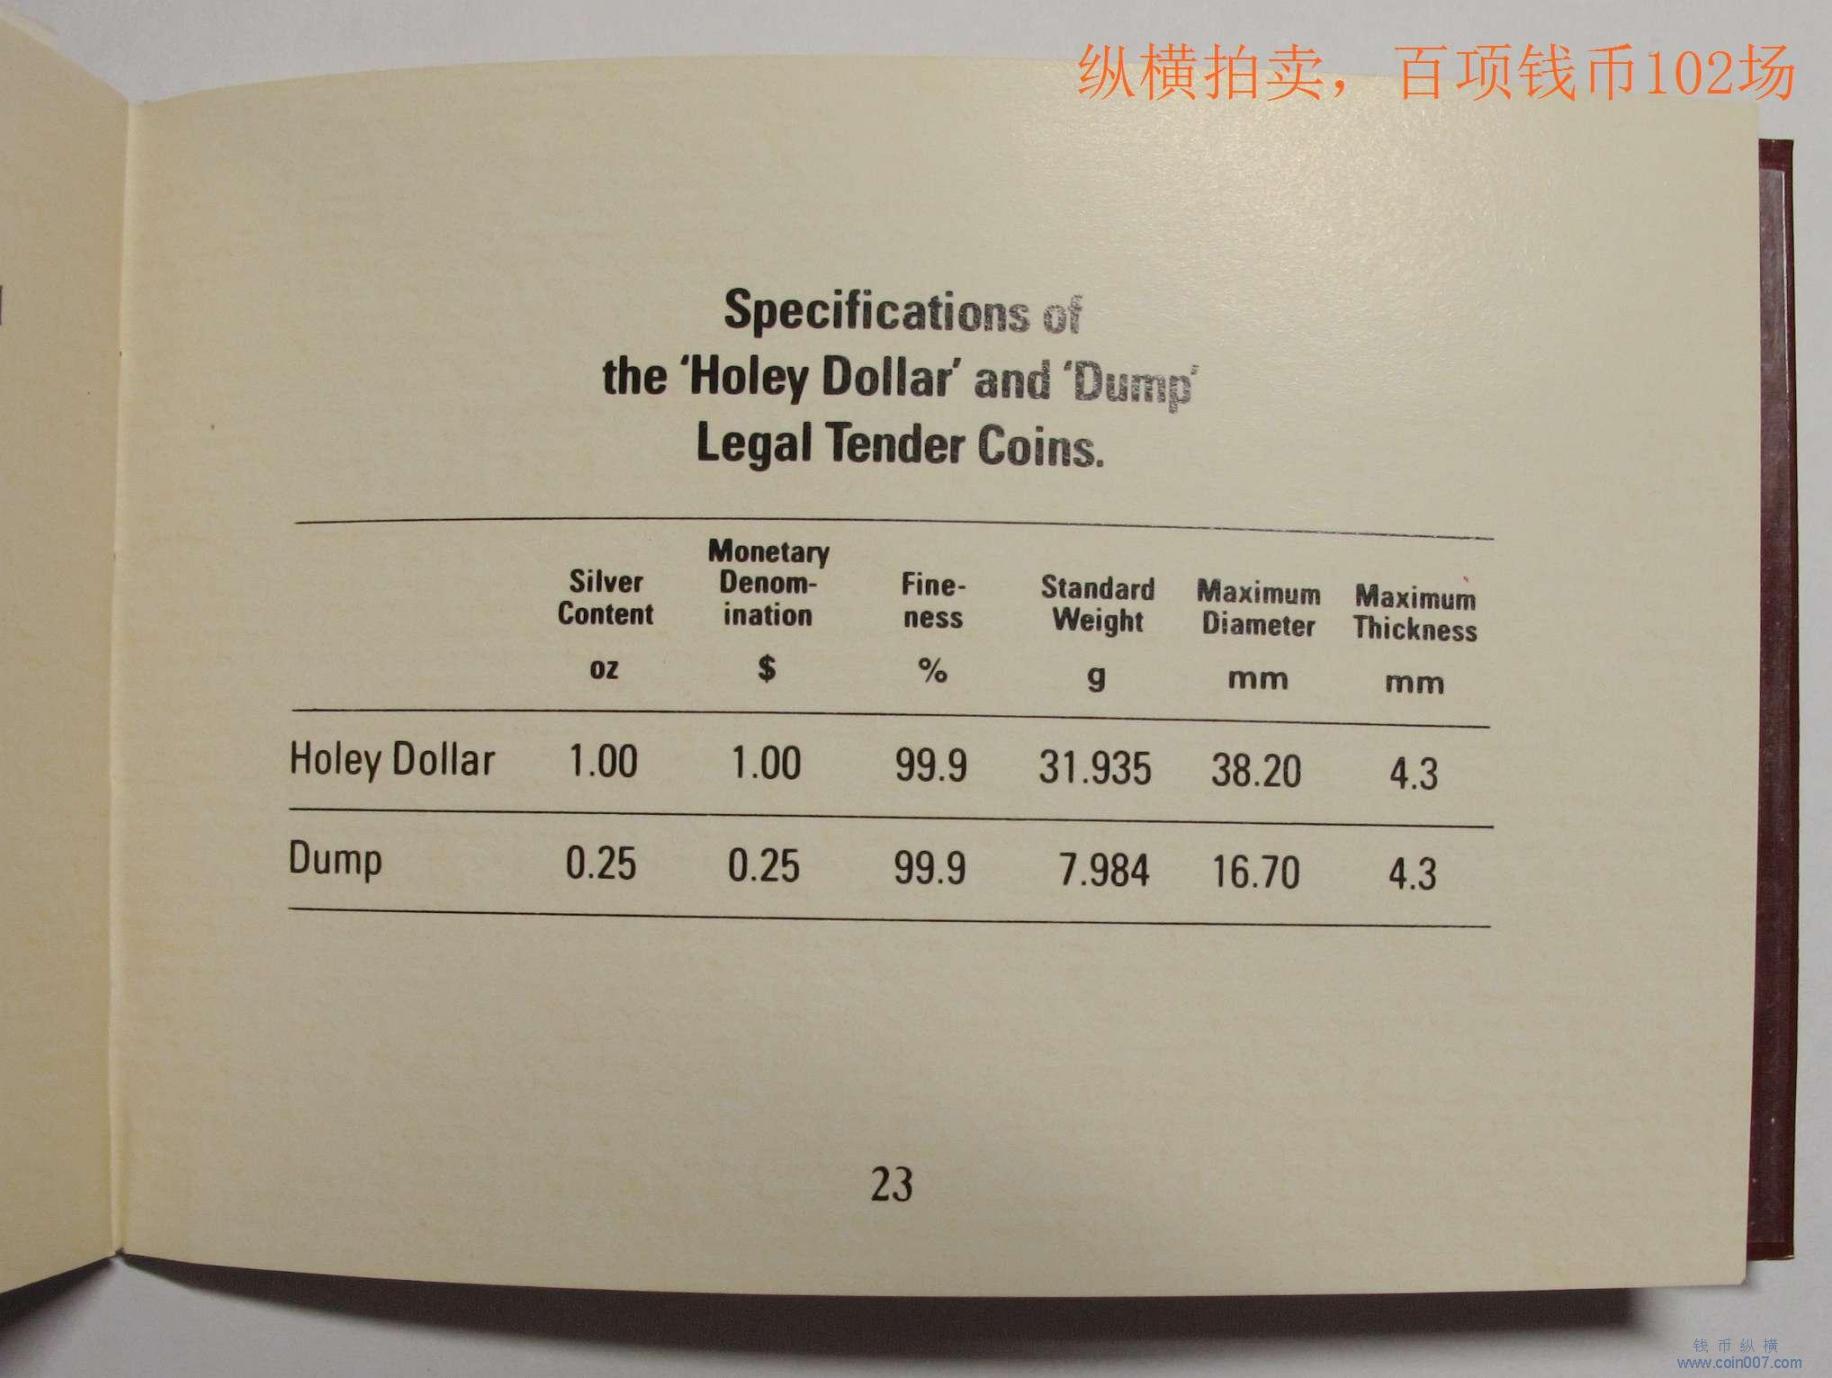 纵横拍卖，百项钱币102场
Specifications of
the ‘Holey Dollar’ and ‘Dump’
Legal Tender Coins.
Silver Content oz
Monetary Denom-ination $
Fine-ness %
Standard Weight g
Maximum Diameter mm
Maximum Thickness mm
Holey Dollar 1.00 1.00 99.9 31.935 38.20 4.3
Dump 0.25 0.25 99.9 7.984 16.70 4.3
23
钱币纵横
www.coin007.com